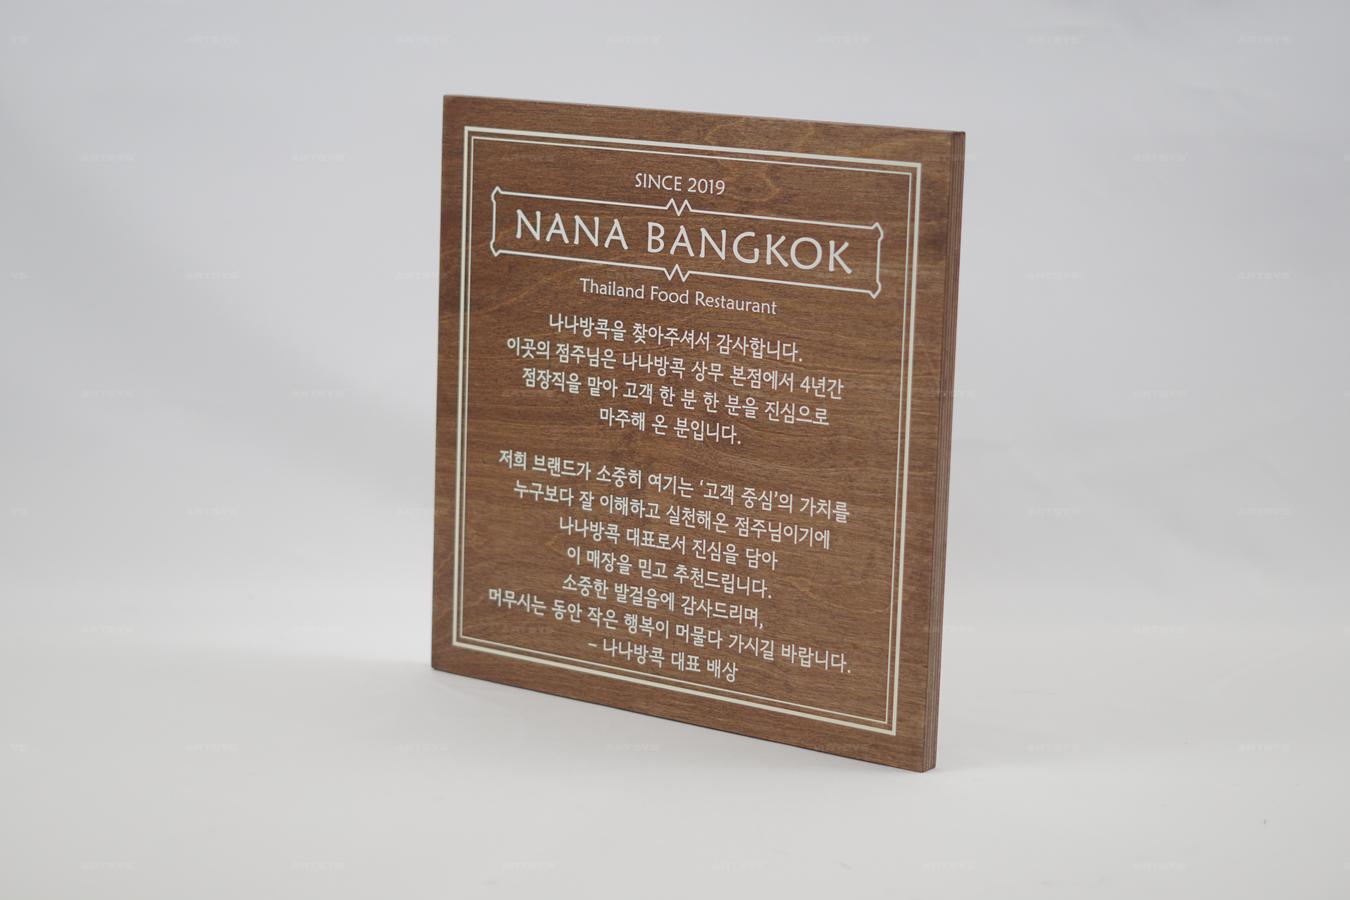 SINCE 2019
NANA BANGKOK
Thailand Food Restaurant
나나방콕을 찾아주셔서 감사합니다.
이곳의 점주님은 나나방콕 상무 본점에서 4년간
점장직을 맡아 고객 한 분 한 분을 진심으로
마주해 온 분입니다.
저희 브랜드가 소중히 여기는 ‘고객 중심’의 가치를
누구보다 잘 이해하고 실천해온 점주님이기에
나나방콕 대표로서 진심을 담아
이 매장을 믿고 추천드립니다.
소중한 발걸음에 감사드리며,
머무시는 동안 작은 행복이 머물다 가시길 바랍니다.
– 나나방콕 대표 배상